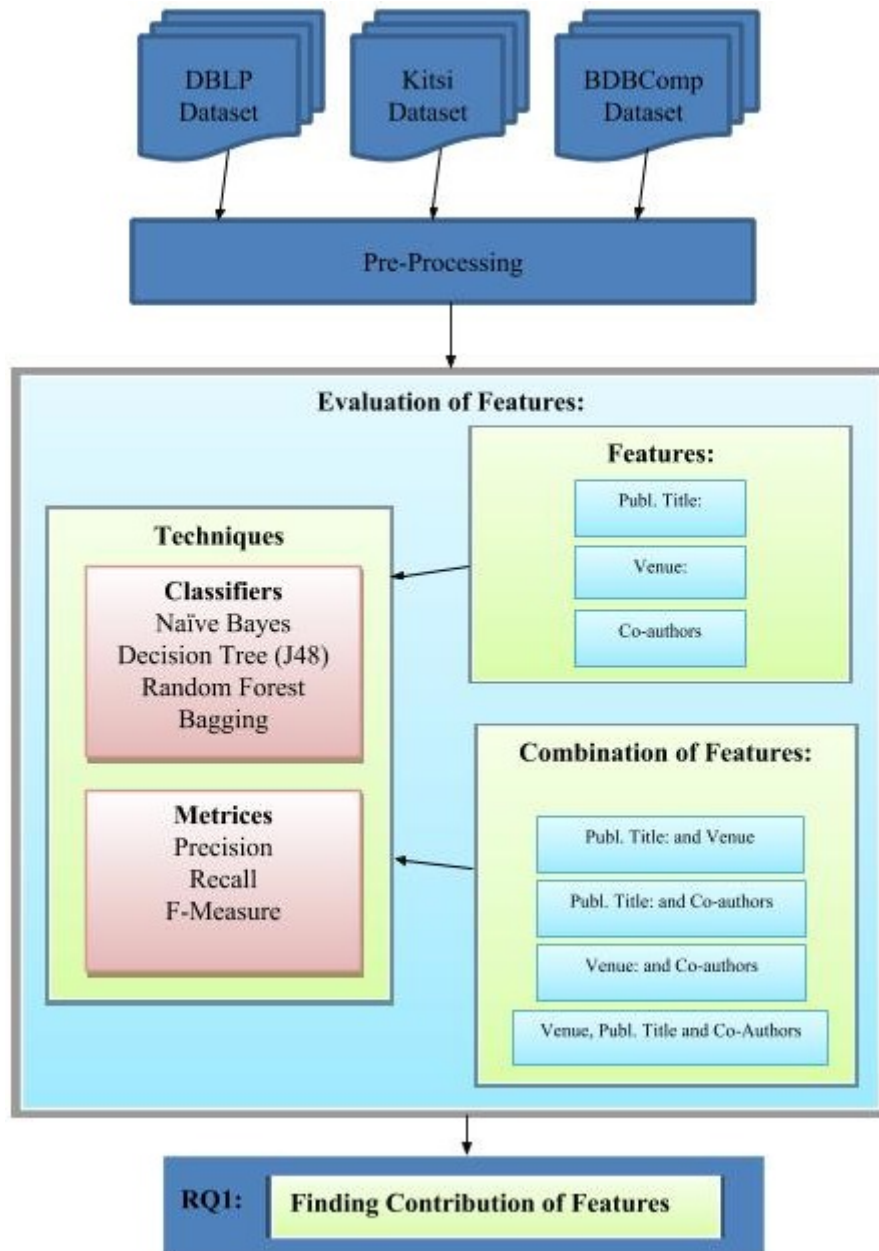 DBLP
Dataset
Kitsi
Dataset
BDBComp
Dataset
Pre-Processing
Evaluation of Features:
Features:
Publ. Title:
Venue:
Co-authors
Techniques
Classifiers
Naïve Bayes
Decision Tree (J48)
Random Forest
Bagging
Metrices
Precision
Recall
F-Measure
Combination of Features:
Publ. Title: and Venue
Publ. Title: and Co-authors
Venue: and Co-authors
Venue, Publ. Title and Co-Authors
RQ1:
Finding Contribution of Features